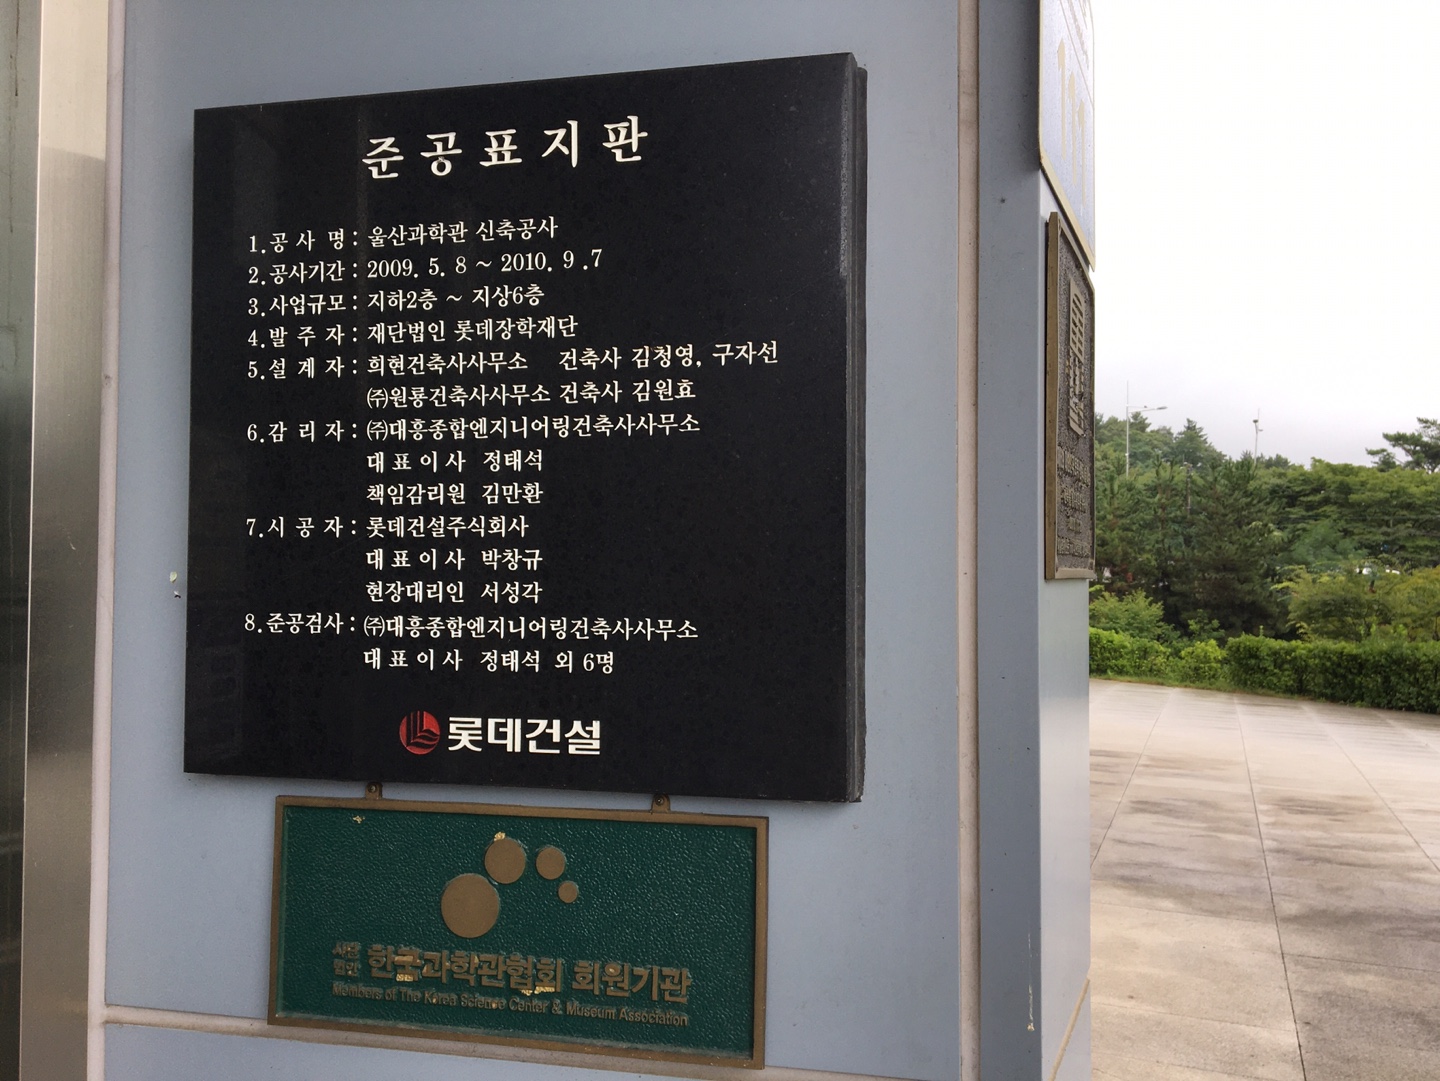 준공표지판
1.공 사 명 : 울산과학관 신축공사
2.공사기간 : 2009. 5. 8 ~ 2010. 9 .7
3.사업규모 : 지하2층 ~ 지상6층
4.발 주 자 : 재단법인 롯데장학재단
5.설 계 자 : 희현건축사사무소 건축사 김청영, 구자선
㈜원룡건축사사무소 건축사 김원효
6.감 리 자 : ㈜대흥종합엔지니어링건축사사무소
대 표 이 사 정태석
책임감리원 김만환
7.시 공 자 : 롯데건설주식회사
대 표 이 사 박창규
현장대리인 서성각
8.준공검사 : ㈜대흥종합엔지니어링건축사사무소
대 표 이 사 정태석 외 6명
롯데건설
사단법인 한국과학관협회 회원기관
Members of The Korea Science Center & Museum Association
111